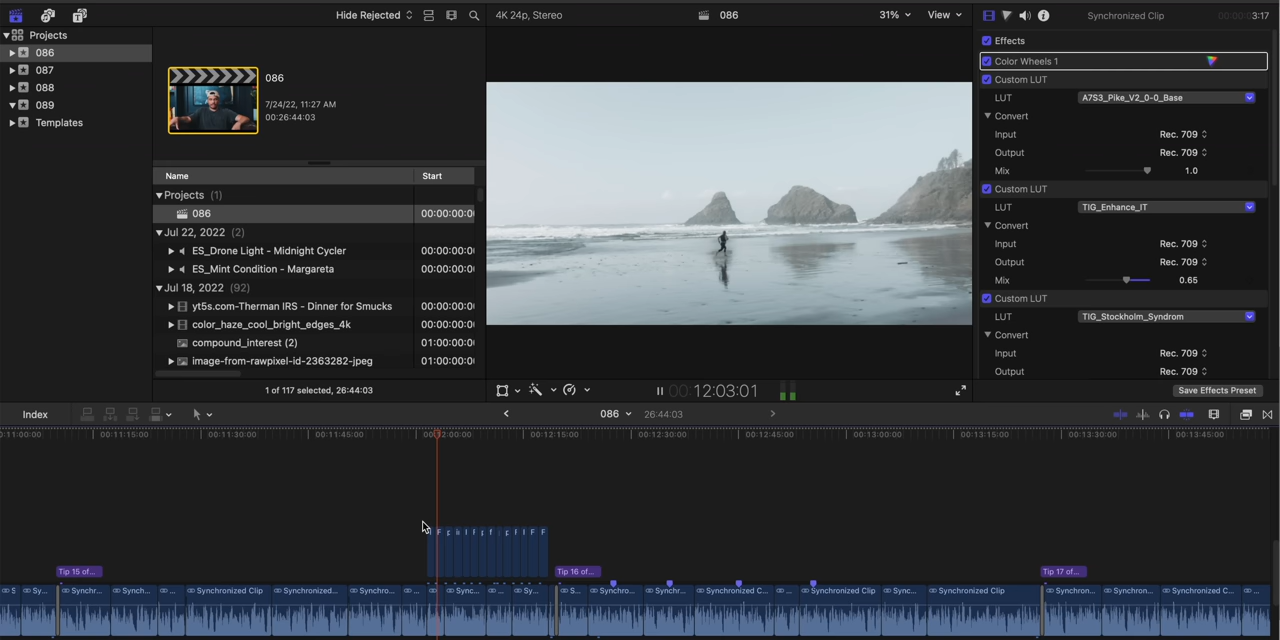 Hide Rejected
4K 24p, Stereo
086
31%
View
Synchronized Clip
3:17
Projects
086
087
088
089
Templates
086
7/24/22, 11:27 AM
00:26:44:03
Name Start
Projects (1)
086 00:00:00:0
Jul 22, 2022 (2)
ES_Drone Light - Midnight Cycler 00:00:00:0
ES_Mint Condition - Margareta 00:00:00:0
Jul 18, 2022 (92)
yt5s.com-Therman IRS - Dinner for Smucks 00:00:00:0
color_haze_cool_bright_edges_4k 00:00:00:0
compound_interest (2) 01:00:00:0
image-from-rawpixel-id-2363282-jpeg 01:00:00:0
1 of 117 selected, 26:44:03
00:12:03:01
Effects
Color Wheels 1
Custom LUT
LUT A7S3_Pike_V2_0-0_Base
Convert
Input Rec. 709
Output Rec. 709
Mix 1.0
Custom LUT
LUT TIG_Enhance_IT
Convert
Input Rec. 709
Output Rec. 709
Mix 0.65
Custom LUT
LUT TIG_Stockholm_Syndrom
Convert
Input Rec. 709
Output Rec. 709
Save Effects Preset
Index
086
26:44:03
0:11:00:00 00:11:15:00 00:11:30:00 00:11:45:00 00:12:00:00 00:12:15:00 00:12:30:00 00:12:45:00 00:13:00:00 00:13:15:00 00:13:30:00 00:13:45:00
Tip 15 of... Tip 16 of... Tip 17 of...
S Sy... Synchr... Synch... ... Synchronized Clip Synchronized... Synchro... ... Sync... ... Sy... S... Synchro... Synchr... Synchronized C... ... Synchronized Clip Sync... Synchronized Clip Synchron... Synchron... Synchronized C... ...